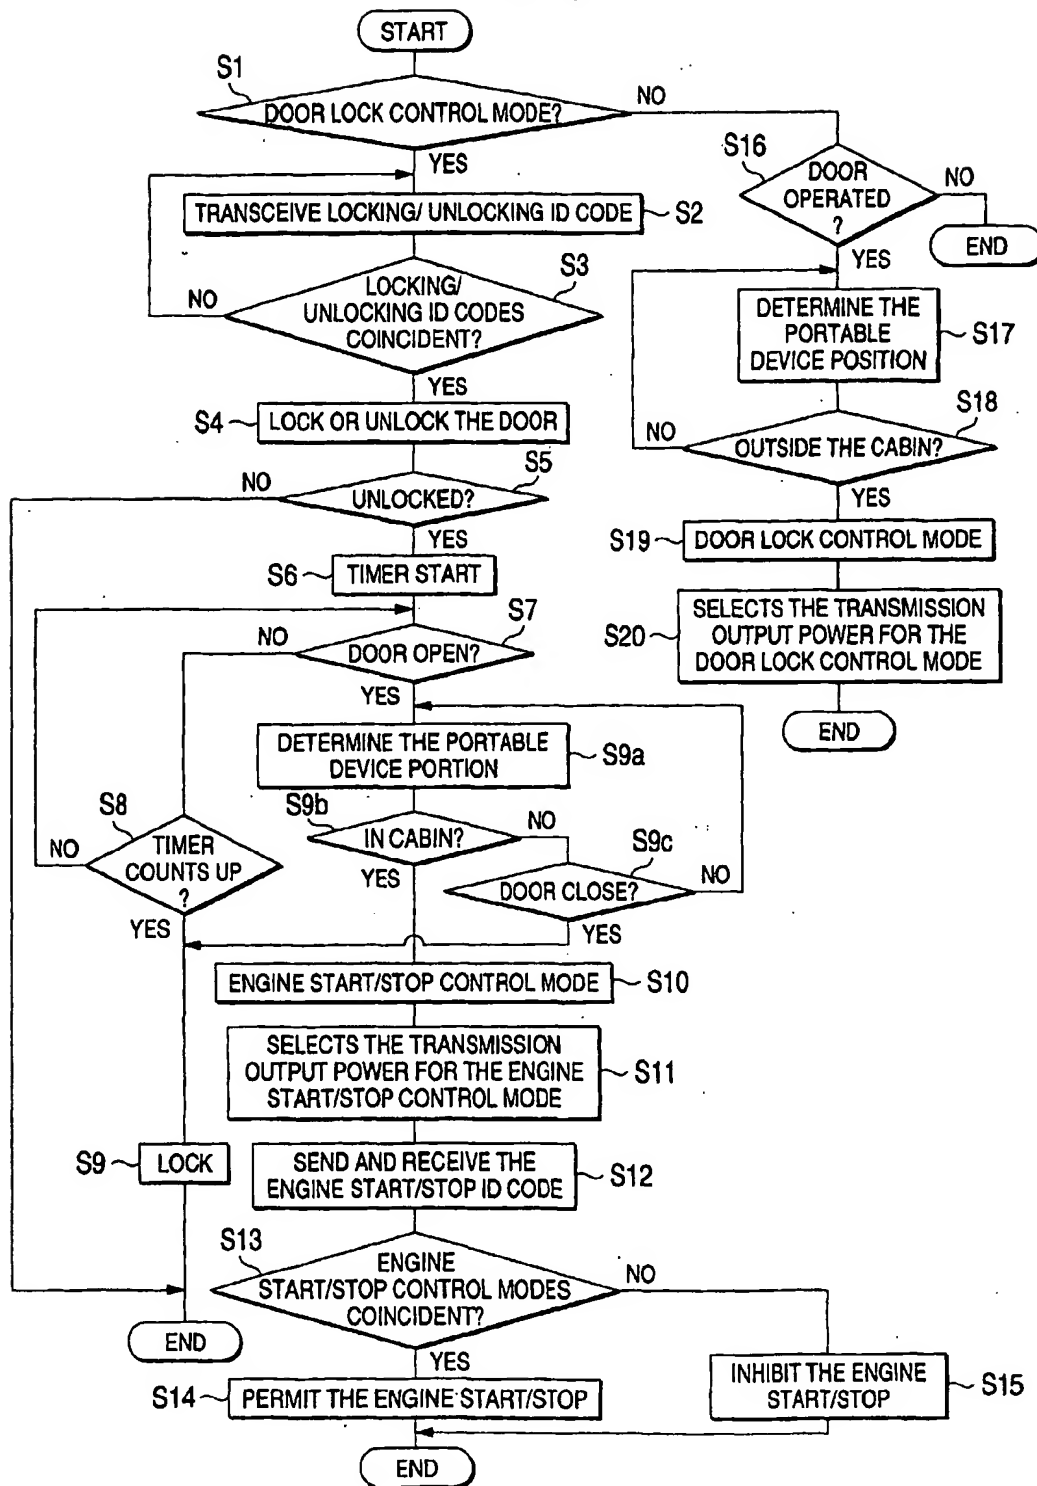 START
S1
DOOR LOCK CONTROL MODE?
NO
YES
S16
DOOR
OPERATED
?
NO
END
YES
TRANSCEIVE LOCKING/ UNLOCKING ID CODE
S2
S3
LOCKING/
UNLOCKING ID CODES
COINCIDENT?
NO
YES
DETERMINE THE
PORTABLE
DEVICE POSITION
S17
S4
LOCK OR UNLOCK THE DOOR
S18
OUTSIDE THE CABIN?
NO
YES
S5
UNLOCKED?
NO
YES
S19
DOOR LOCK CONTROL MODE
S6
TIMER START
S20
SELECTS THE TRANSMISSION
OUTPUT POWER FOR THE
DOOR LOCK CONTROL MODE
END
S7
DOOR OPEN?
NO
YES
DETERMINE THE PORTABLE
DEVICE PORTION
S9a
S8
TIMER
COUNTS UP
?
NO
YES
S9b
IN CABIN?
NO
YES
S9c
DOOR CLOSE?
NO
YES
ENGINE START/STOP CONTROL MODE
S10
SELECTS THE TRANSMISSION
OUTPUT POWER FOR THE ENGINE
START/STOP CONTROL MODE
S11
S9
LOCK
SEND AND RECEIVE THE
ENGINE START/STOP ID CODE
S12
S13
ENGINE
START/STOP CONTROL MODES
COINCIDENT?
NO
YES
END
S14
PERMIT THE ENGINE START/STOP
INHIBIT THE ENGINE
START/STOP
S15
END